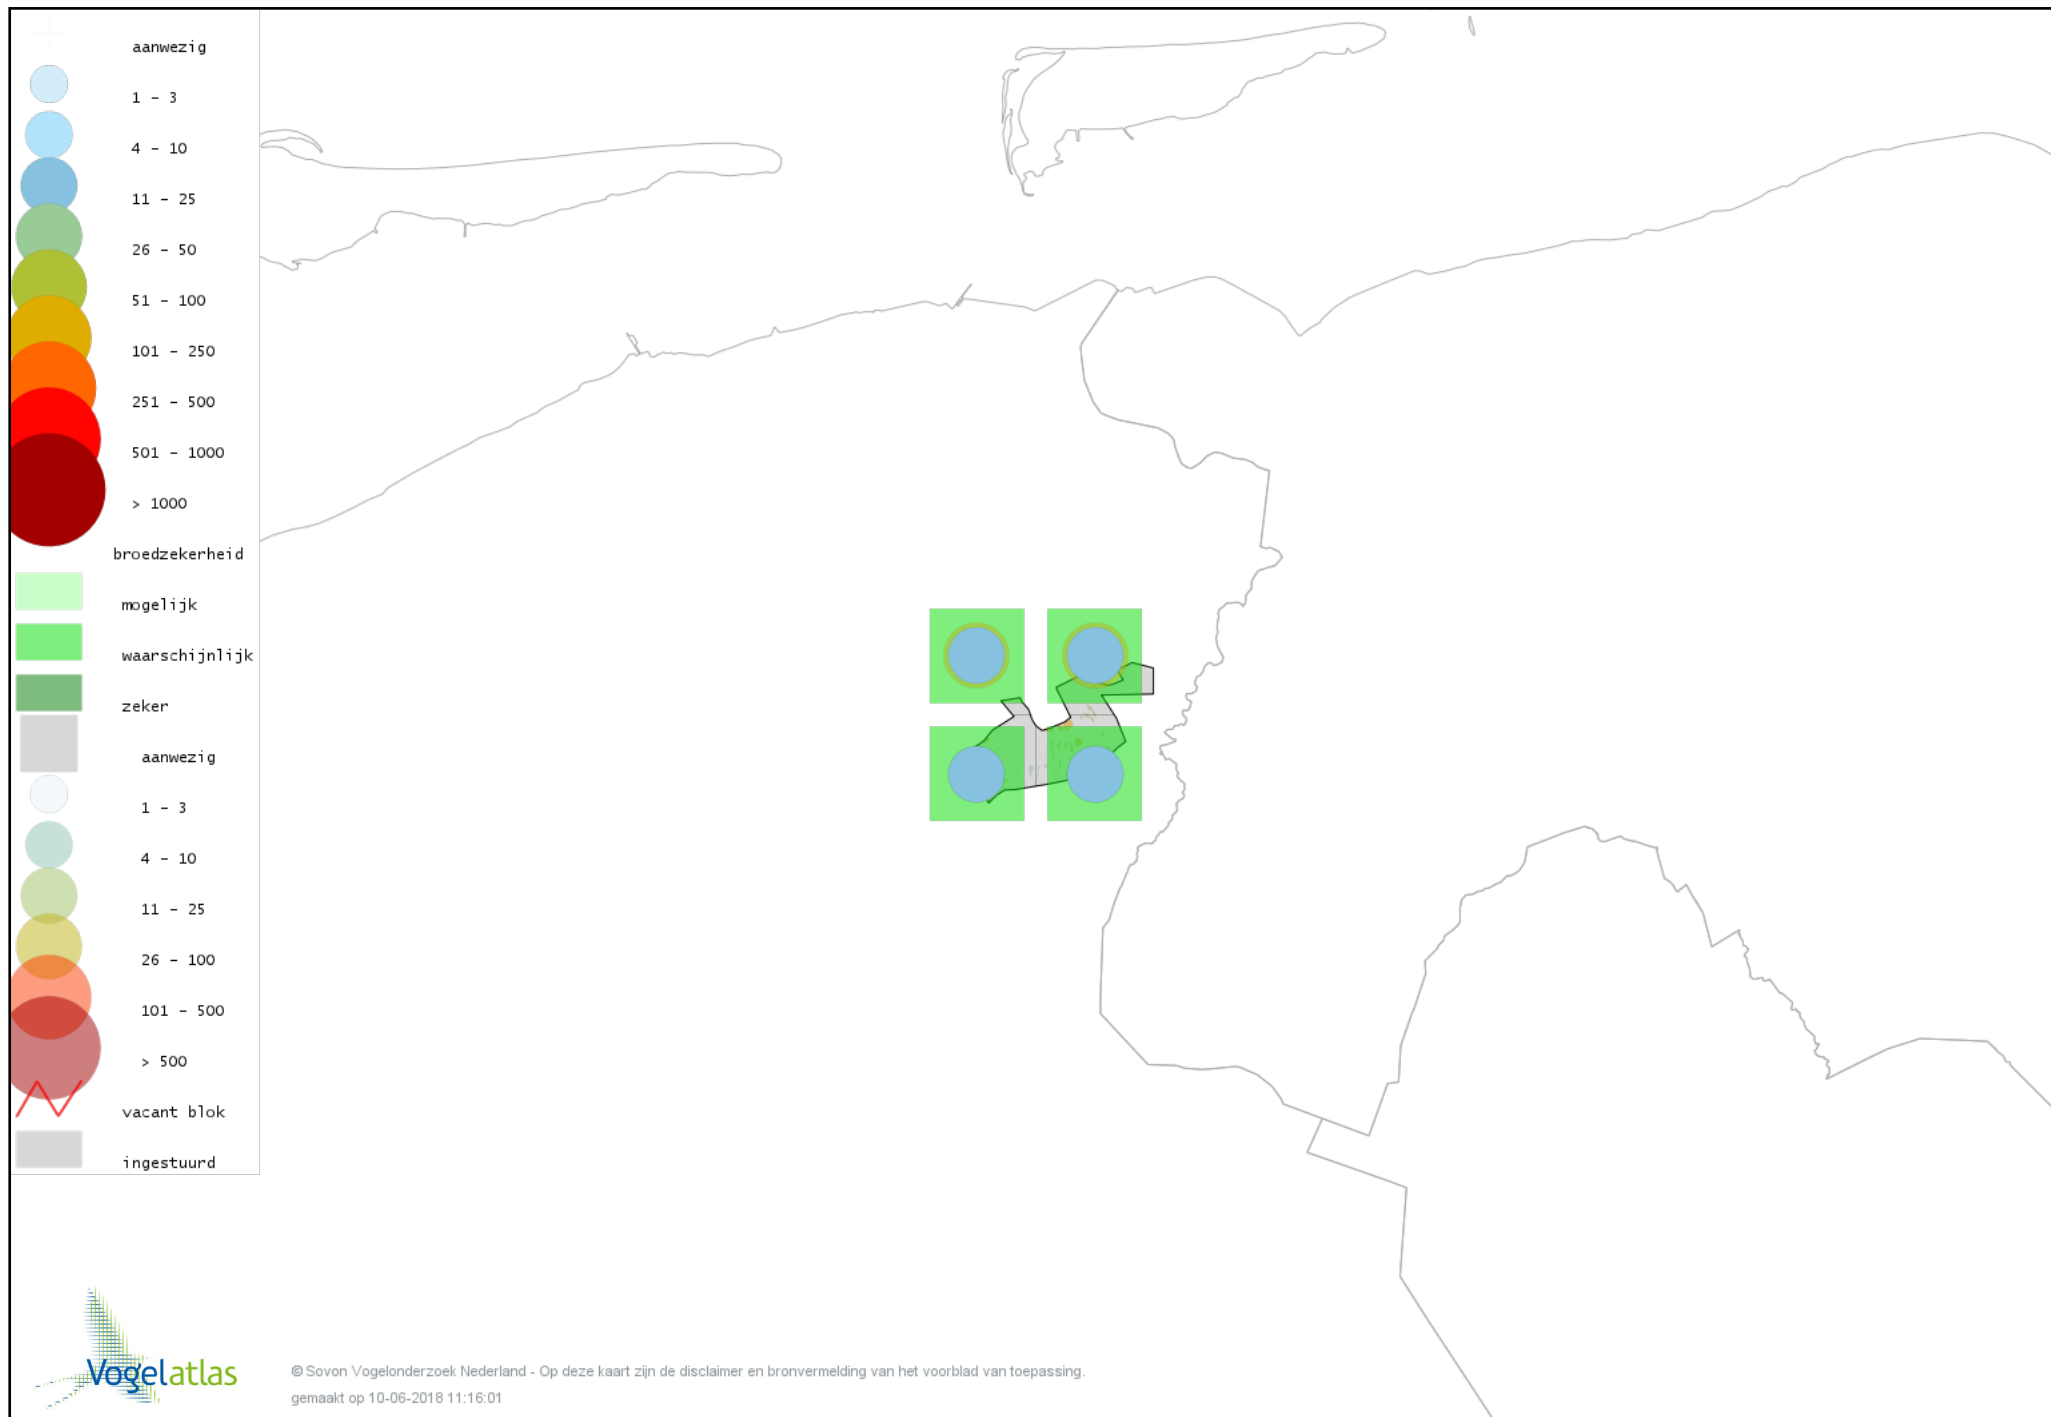 aanwezig
1 - 3
4 - 10
11 - 25
26 - 50
51 - 100
101 - 250
251 - 500
501 - 1000
> 1000
broedzekerheid
mogelijk
waarschijnlijk
zeker
aanwezig
1 - 3
4 - 10
11 - 25
26 - 100
101 - 500
> 500
vacant blok
ingestuurd
Vogelatlas
© Sovon Vogelonderzoek Nederland - Op deze kaart zijn de disclaimer en bronvermelding van het voorblad van toepassing.
gemaakt op 10-06-2018 11:16:01